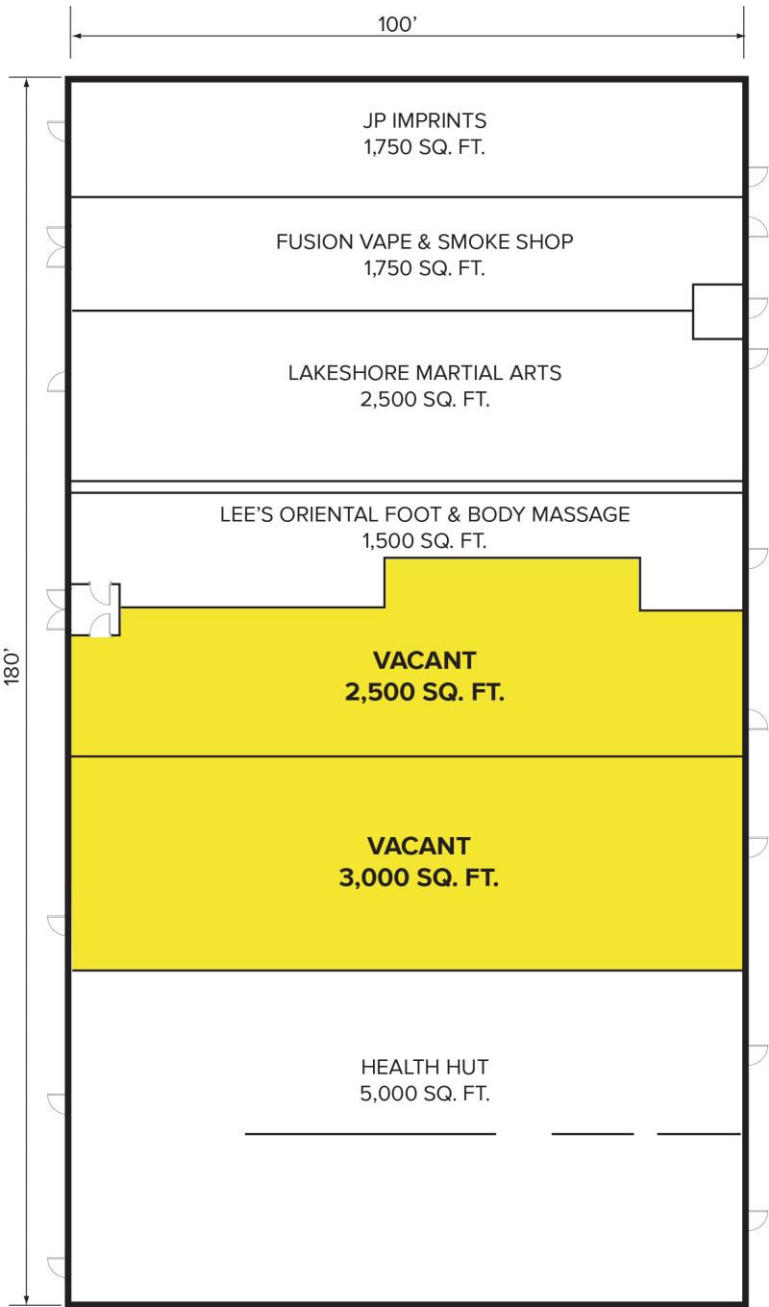 100’
JP IMPRINTS
1,750 SQ. FT.
FUSION VAPE & SMOKE SHOP
1,750 SQ. FT.
LAKESHORE MARTIAL ARTS
2,500 SQ. FT.
LEE’S ORIENTAL FOOT & BODY MASSAGE
1,500 SQ. FT.
180’
VACANT
2,500 SQ. FT.
VACANT
3,000 SQ. FT.
HEALTH HUT
5,000 SQ. FT.